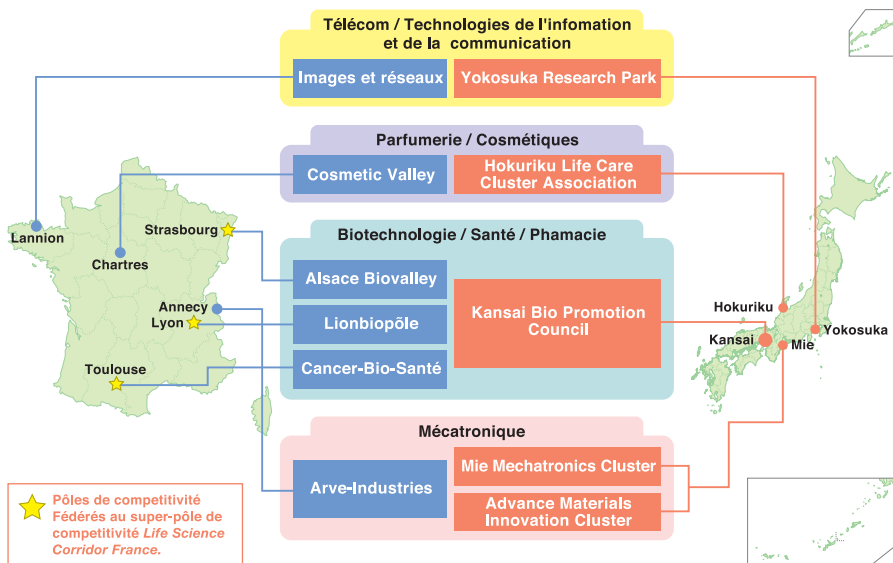 Télécom / Technologies de l'infomation
et de la communication
Images et réseaux
Yokosuka Research Park
Parfumerie / Cosmétiques
Cosmetic Valley
Hokuriku Life Care
Cluster Association
Biotechnologie / Santé / Phamacie
Alsace Biovalley
Lionbiopôle
Cancer-Bio-Santé
Kansai Bio Promotion
Council
Mécatronique
Arve-Industries
Mie Mechatronics Cluster
Advance Materials
Innovation Cluster
Lannion
Strasbourg
Chartres
Annecy
Lyon
Toulouse
Hokuriku
Kansai
Mie
Yokosuka
Pôles de competitivité
Fédérés au super-pôle de
competitivité Life Science
Corridor France.